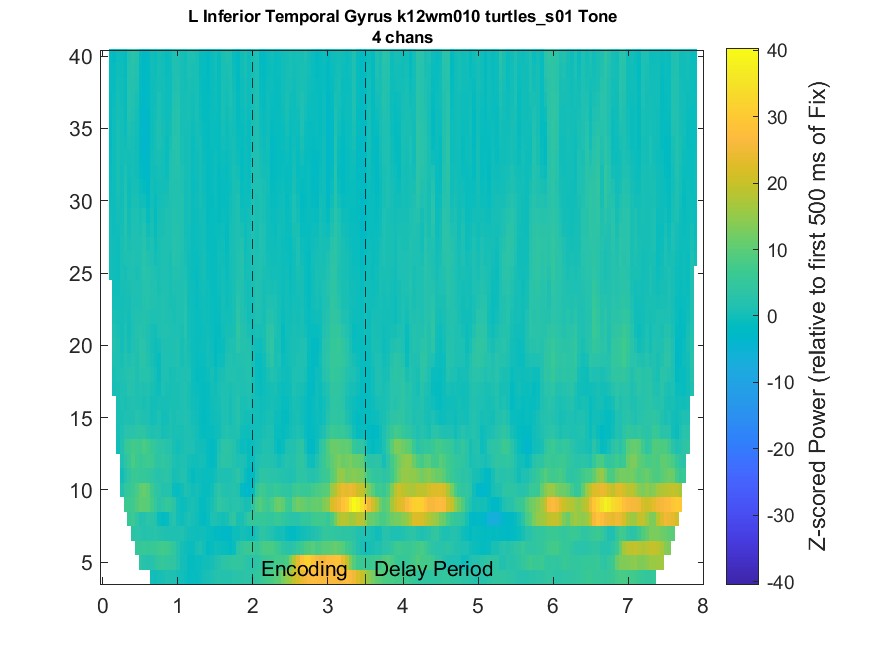 L Inferior Temporal Gyrus k12wm010 turtles_s01 Tone
4 chans
40
35
30
25
20
15
10
5
Encoding
Delay Period
0 1 2 3 4 5 6 7 8
40
30
20
10
0
-10
-20
-30
-40
Z-scored Power (relative to first 500 ms of Fix)